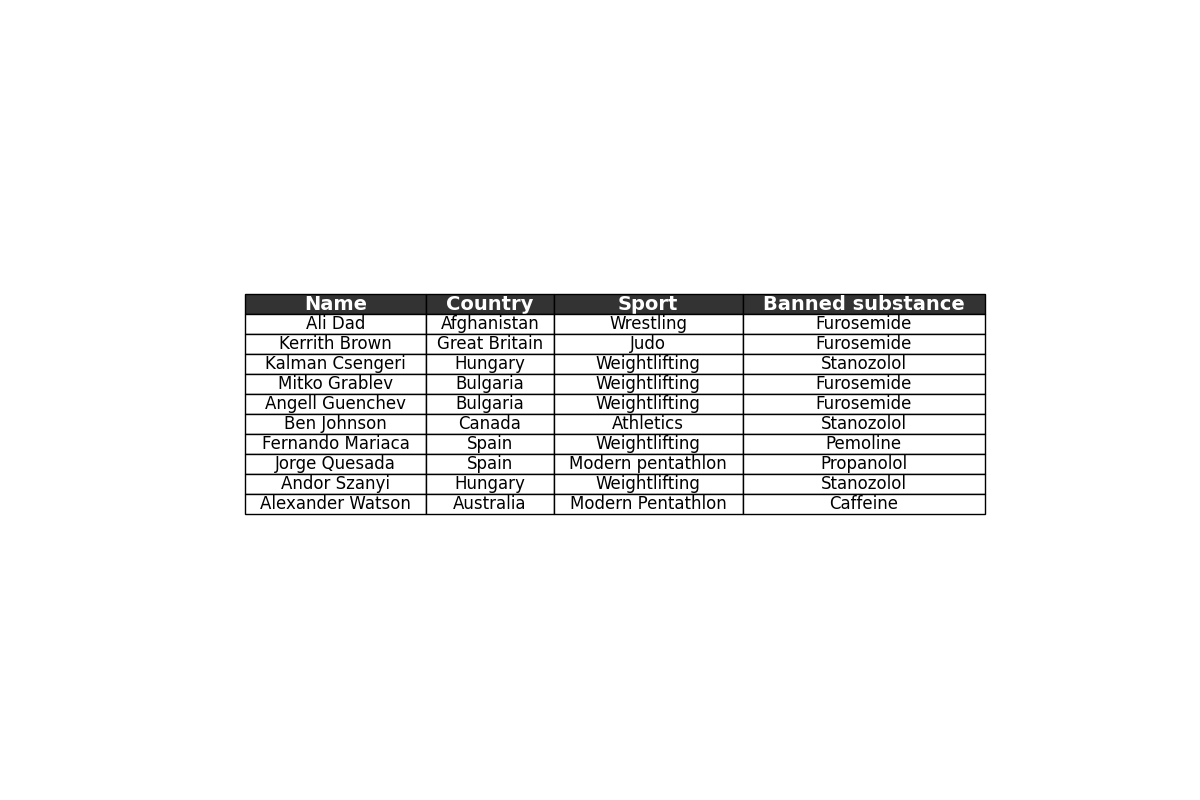 Name Country Sport Banned substance
Ali Dad Afghanistan Wrestling Furosemide
Kerrith Brown Great Britain Judo Furosemide
Kalman Csengeri Hungary Weightlifting Stanozolol
Mitko Grablev Bulgaria Weightlifting Furosemide
Angell Guenchev Bulgaria Weightlifting Furosemide
Ben Johnson Canada Athletics Stanozolol
Fernando Mariaca Spain Weightlifting Pemoline
Jorge Quesada Spain Modern pentathlon Propanolol
Andor Szanyi Hungary Weightlifting Stanozolol
Alexander Watson Australia Modern Pentathlon Caffeine